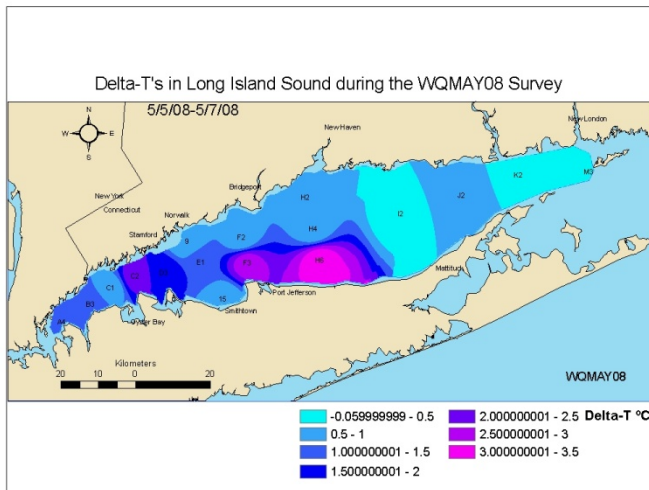 Delta-T's in Long Island Sound during the WQMAY08 Survey
5/5/08-5/7/08
N
W E
S
New London
New Haven
K2
M3
Bridgeport
H2
J2
New York
Connecticut
Norwalk
I2
Stamford
9
F2
H4
E1
F3
H6
C2
Mattituck
C1
15
Port Jefferson
B3
Smithtown
A4
Oyster Bay
Kilometers
20 10 0 20
WQMAY08
-0.059999999 - 0.5
0.5 - 1
1.000000001 - 1.5
1.500000001 - 2
2.000000001 - 2.5
2.500000001 - 3
3.000000001 - 3.5
Delta-T ºC